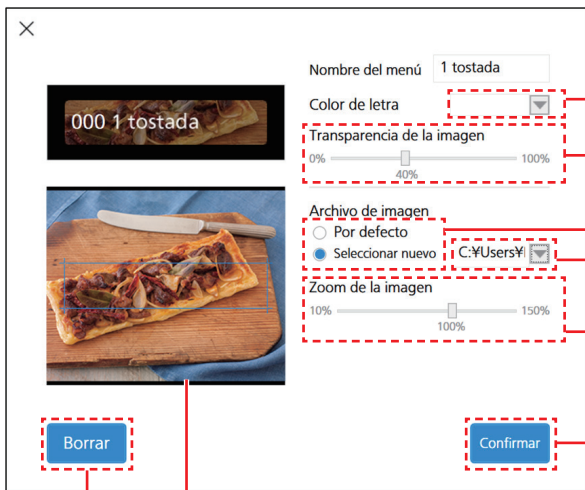 Nombre del menú 1 tostada
000 1 tostada
Color de letra
Transparencia de la imagen
0% 100%
40%
Archivo de imagen
Por defecto
Seleccionar nuevo C:¥Users¥
Zoom de la imagen
10% 150%
100%
Borrar
Confirmar